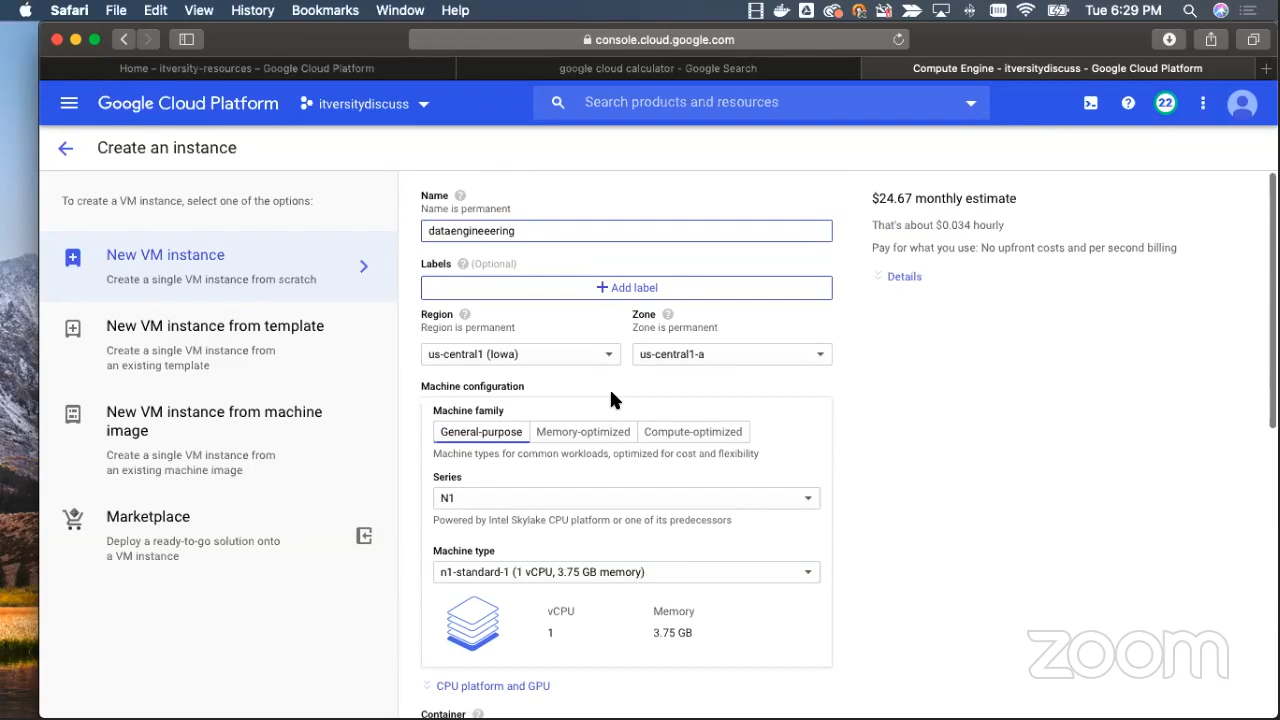 Safari File Edit View History Bookmarks Window Help Tue 6:29 PM
console.cloud.google.com
Home – itversity-resources – Google Cloud Platform
google cloud calculator - Google Search
Compute Engine - itversitydiscuss - Google Cloud Platform
Google Cloud Platform
itversitydiscuss
Search products and resources
22
Create an instance
To create a VM instance, select one of the options:
New VM instance
Create a single VM instance from scratch
New VM instance from template
Create a single VM instance from
an existing template
New VM instance from machine
image
Create a single VM instance from
an existing machine image
Marketplace
Deploy a ready-to-go solution onto
a VM instance
Name
Name is permanent
dataengineeering
Labels (Optional)
Add label
Region
Region is permanent
us-central1 (Iowa)
Zone
Zone is permanent
us-central1-a
Machine configuration
Machine family
General-purpose Memory-optimized Compute-optimized
Machine types for common workloads, optimized for cost and flexibility
Series
N1
Powered by Intel Skylake CPU platform or one of its predecessors
Machine type
n1-standard-1 (1 vCPU, 3.75 GB memory)
vCPU Memory
1 3.75 GB
CPU platform and GPU
Container
$24.67 monthly estimate
That's about $0.034 hourly
Pay for what you use: No upfront costs and per second billing
Details
zoom